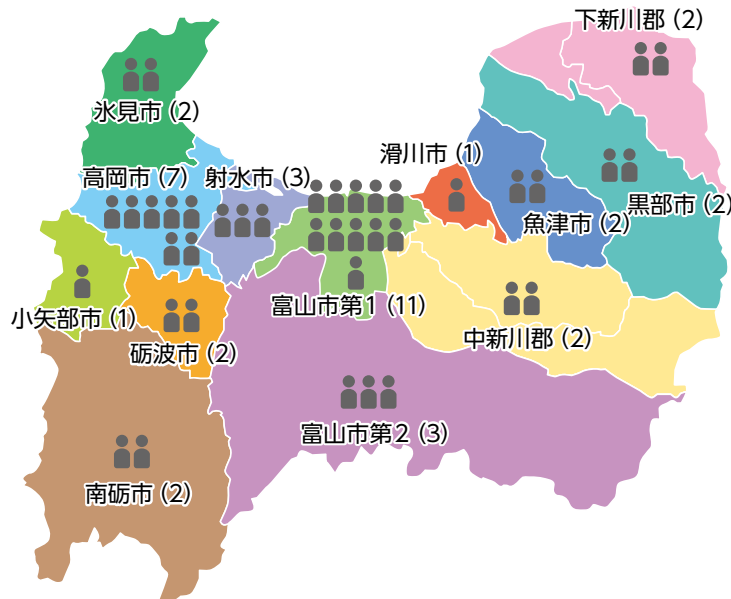 下新川郡 (2)
氷見市 (2)
滑川市 (1)
高岡市 (7)
射水市 (3)
黒部市 (2)
魚津市 (2)
富山市第1 (11)
小矢部市 (1)
中新川郡 (2)
砺波市 (2)
富山市第2 (3)
南砺市 (2)